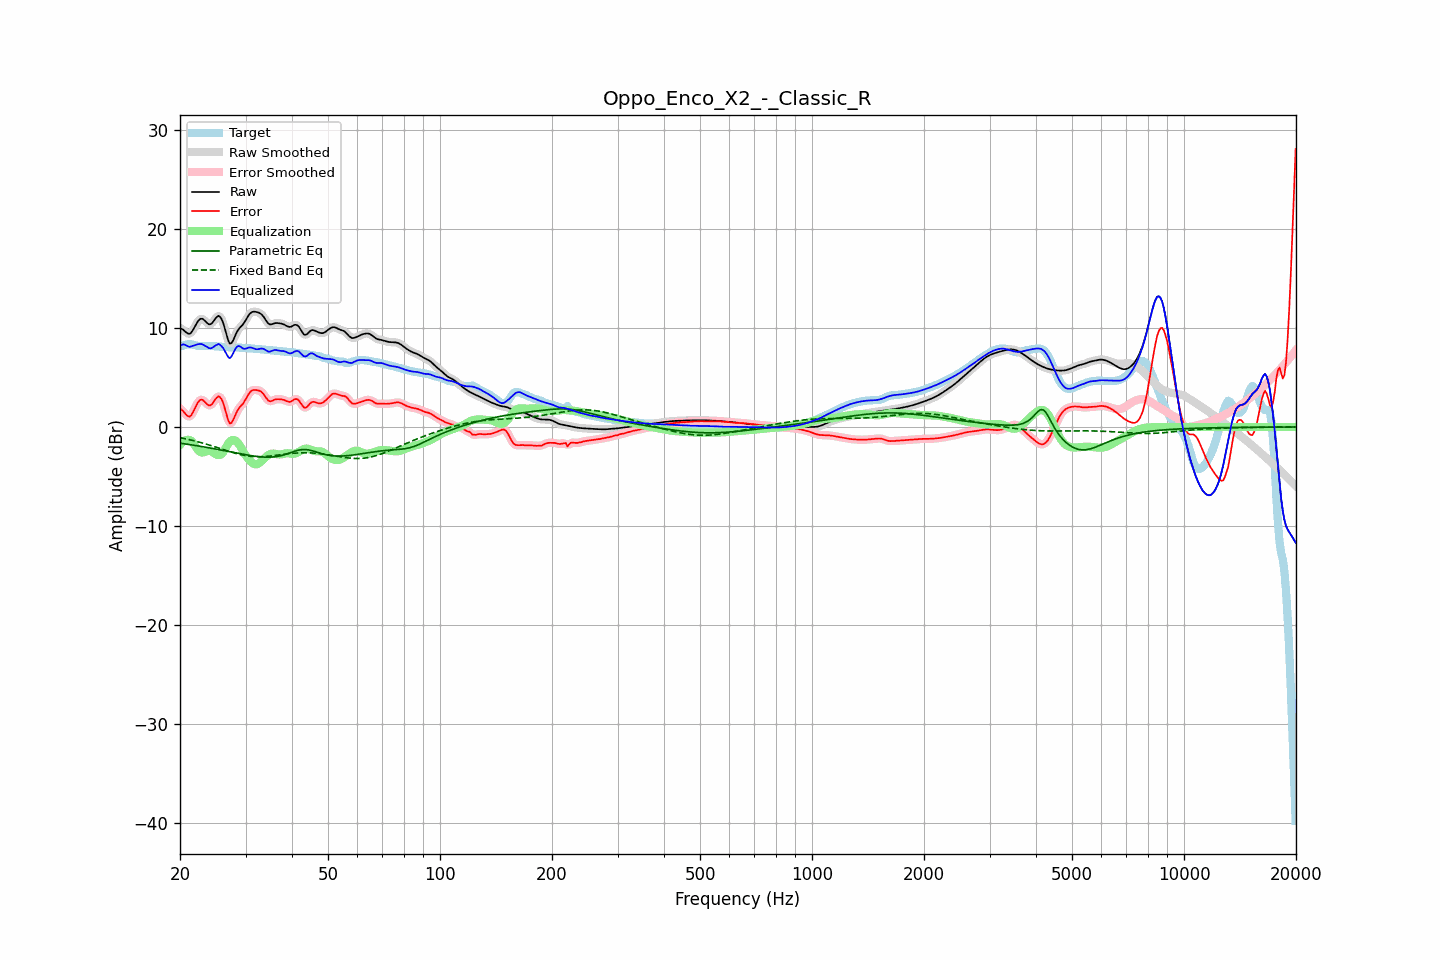 Oppo_Enco_X2_-_Classic_R
Target
Raw Smoothed
Error Smoothed
Raw
Error
Equalization
Parametric Eq
Fixed Band Eq
Equalized
30
20
10
0
−10
−20
−30
−40
Amplitude (dBr)
20
50
100
200
500
1000
2000
5000
10000
20000
Frequency (Hz)